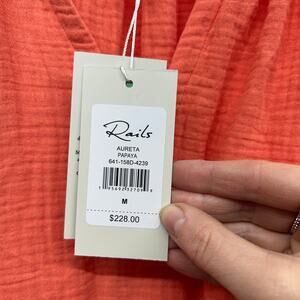 Rails
AURETA
PAPAYA
641-158D-4239
M
$228.00